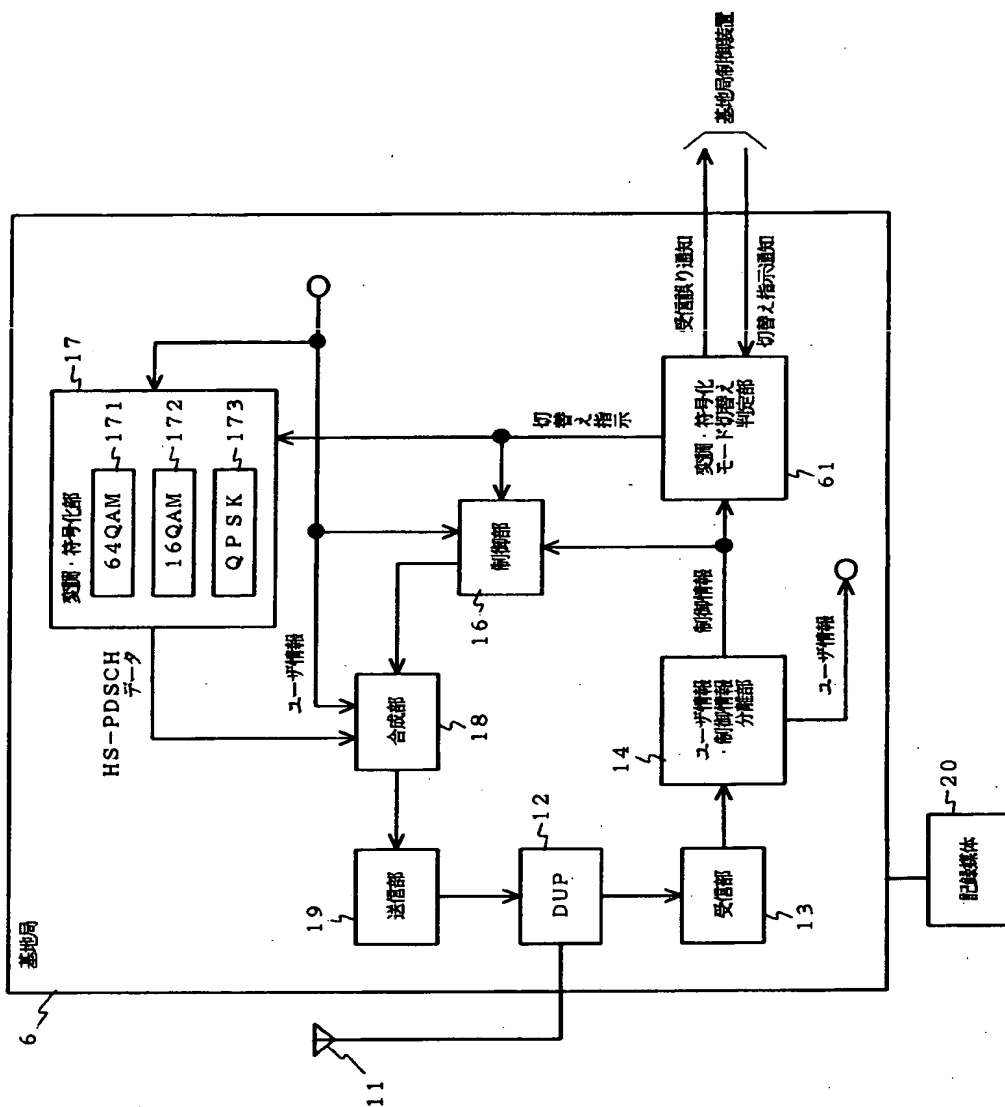 基地局
6
11
変調・符号化部
17
64QAM
171
16QAM
172
QPSK
173
HS-PDSCH
データ
ユーザ情報
切替え
指示
制御部
16
合成部
18
送信部
19
DUP
12
受信部
13
ユーザ情報
・制御情報
分離部
14
制御情報
ユーザ情報
変調・符号化
モード切替え
判定部
61
受信誤り通知
切替え指示通知
基地局制御装置
記録媒体
20